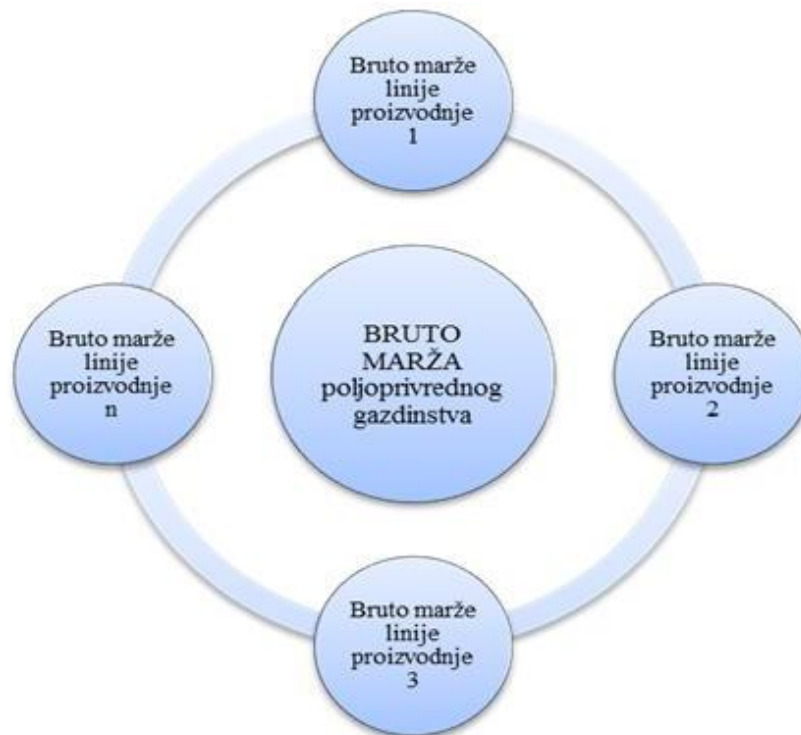 Bruto marže
linije
proizvodnje
1
Bruto marže
linije
proizvodnje
n
BRUTO
MARŽA
poljoprivrednog
gazdinstva
Bruto marže
linije
proizvodnje
2
Bruto marže
linije
proizvodnje
3